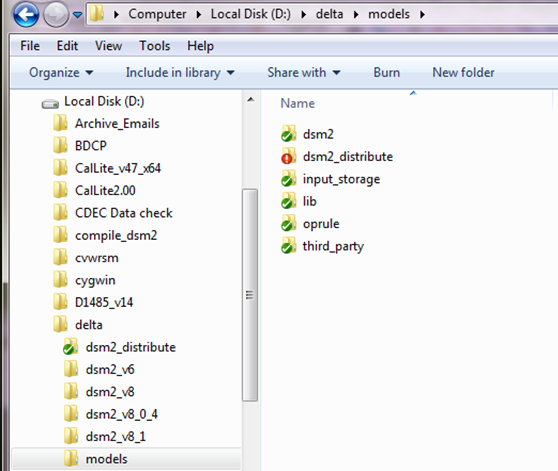 Computer ▸ Local Disk (D:) ▸ delta ▸ models ▸
File Edit View Tools Help
Organize Include in library Share with Burn New folder
Local Disk (D:)
Archive_Emails
BDCP
CalLite_v47_x64
CalLite2.00
CDEC Data check
compile_dsm2
cvwrsm
cygwin
D1485_v14
delta
dsm2_distribute
dsm2_v6
dsm2_v8
dsm2_v8_0_4
dsm2_v8_1
models
Name
dsm2
dsm2_distribute
input_storage
lib
oprule
third_party